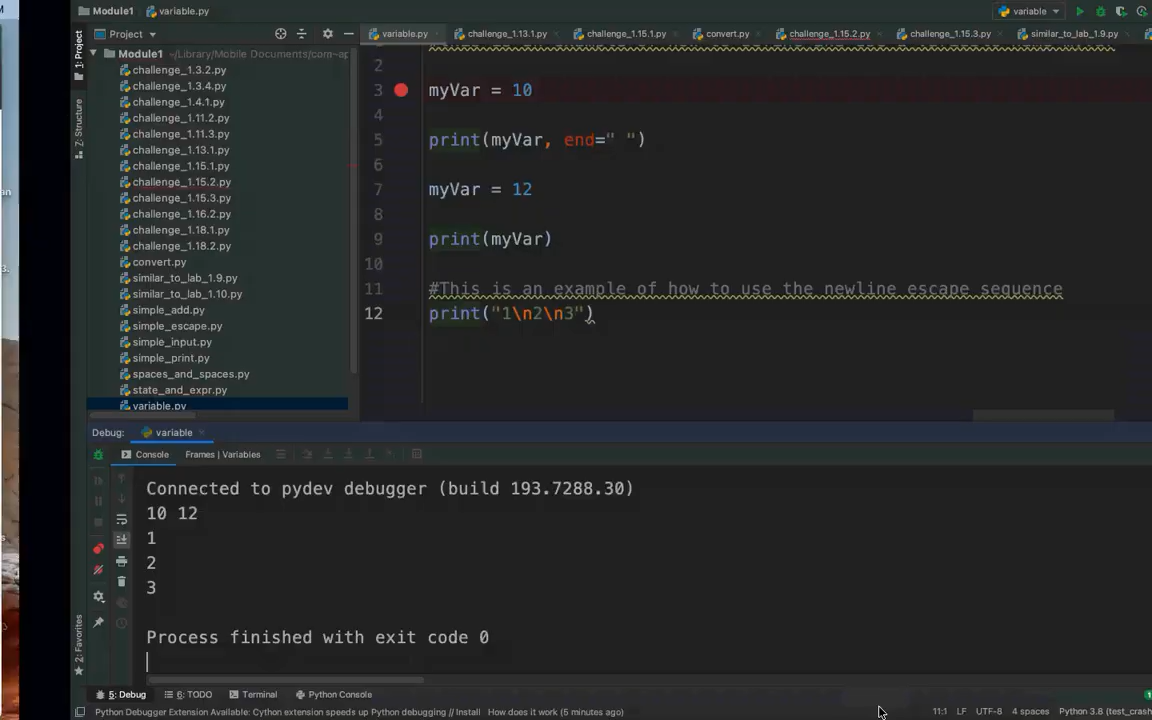 M
Module1 variable.py
variable
Project
variable.py challenge_1.13.1.py challenge_1.15.1.py convert.py challenge_1.15.2.py challenge_1.15.3.py similar_to_lab_1.9.py
1: Project
Z: Structure
2: Favorites
Module1 ~/Library/Mobile Documents/com~ap
challenge_1.3.2.py
challenge_1.3.4.py
challenge_1.4.1.py
challenge_1.11.2.py
challenge_1.11.3.py
challenge_1.13.1.py
challenge_1.15.1.py
challenge_1.15.2.py
challenge_1.15.3.py
challenge_1.16.2.py
challenge_1.18.1.py
challenge_1.18.2.py
convert.py
similar_to_lab_1.9.py
similar_to_lab_1.10.py
simple_add.py
simple_escape.py
simple_input.py
simple_print.py
spaces_and_spaces.py
state_and_expr.py
variable.py
2
3 myVar = 10
4
5 print(myVar, end=" ")
6
7 myVar = 12
8
9 print(myVar)
10
11 #This is an example of how to use the newline escape sequence
12 print("1\n2\n3")
Debug: variable
Console Frames | Variables
Connected to pydev debugger (build 193.7288.30)
10 12
1
2
3
Process finished with exit code 0
5: Debug 6: TODO Terminal Python Console
Python Debugger Extension Available: Cython extension speeds up Python debugging // Install How does it work (5 minutes ago)
11:1 LF UTF-8 4 spaces Python 3.8 (test_crash